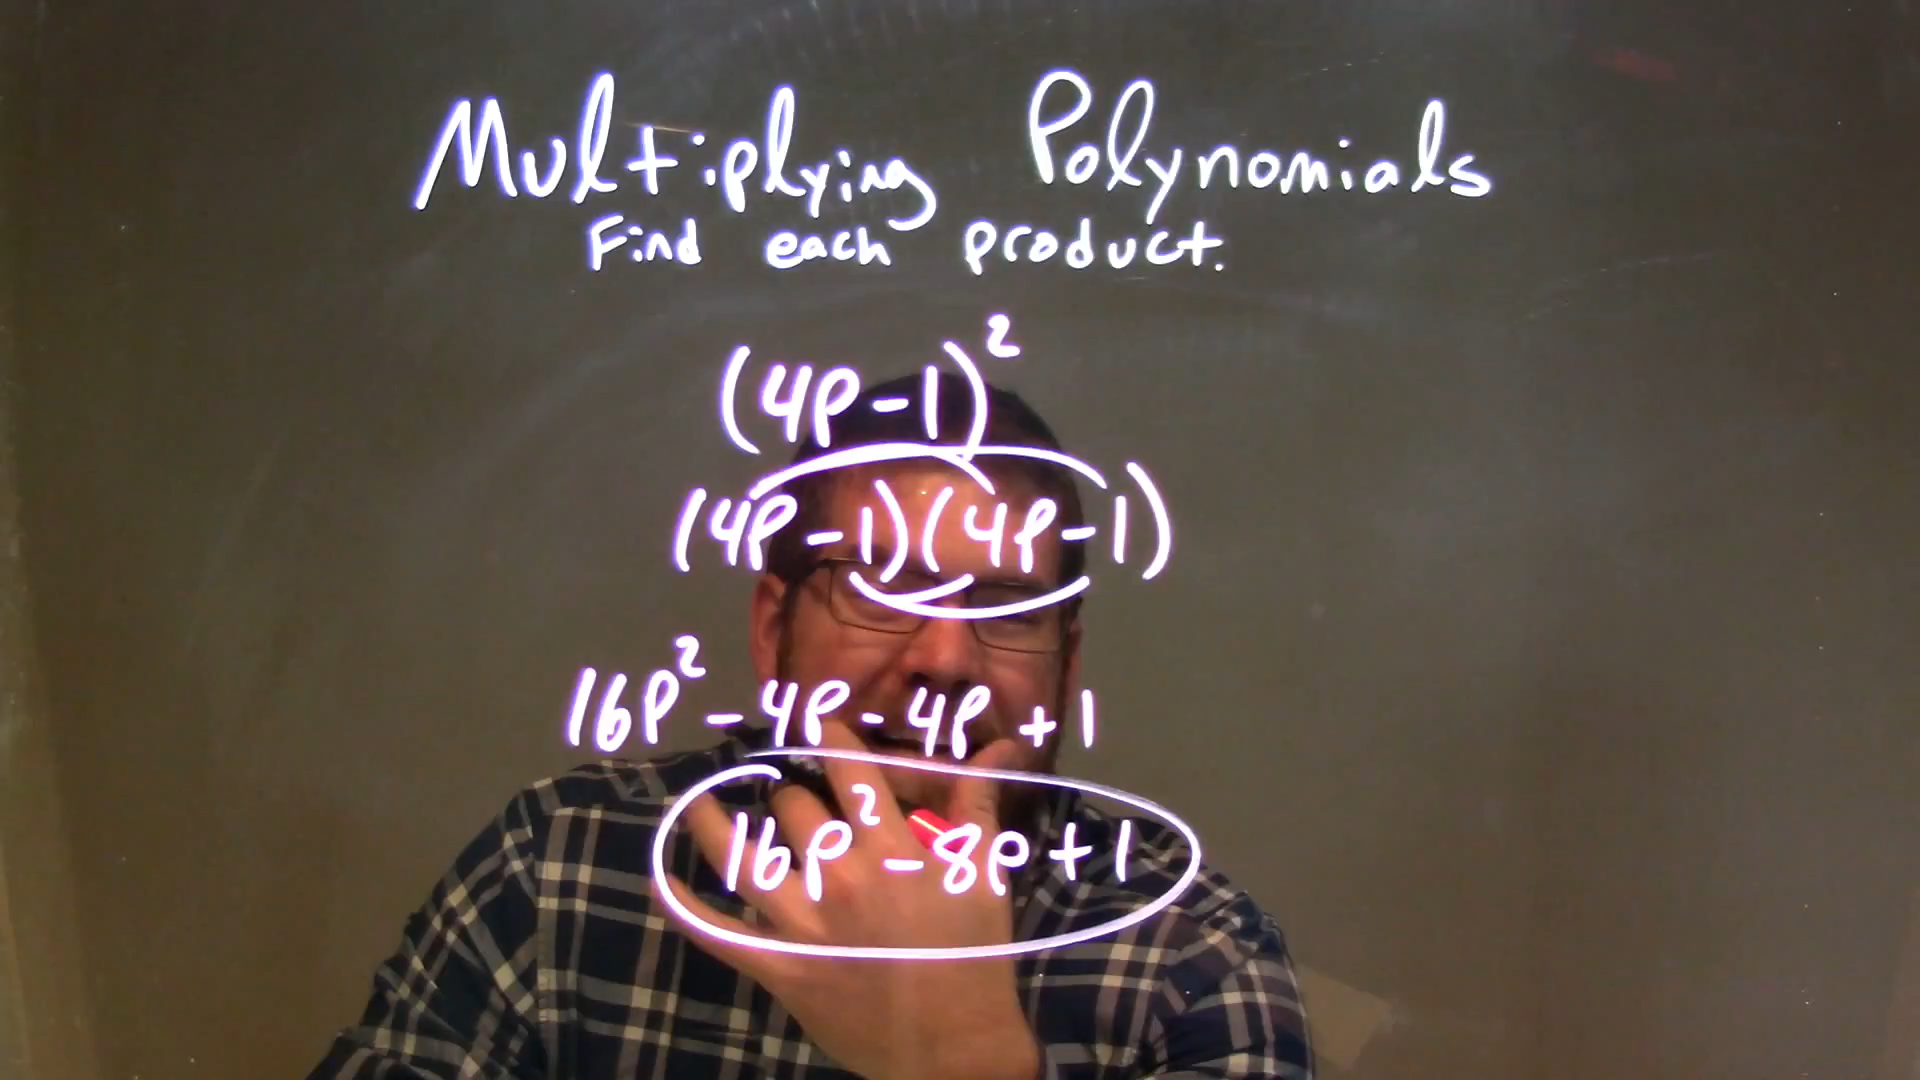 Multiplying Polynomials
Find each product.
(4p-1)²
(4p-1)(4p-1)
16p²-4p-4p+1
16p²-8p+1